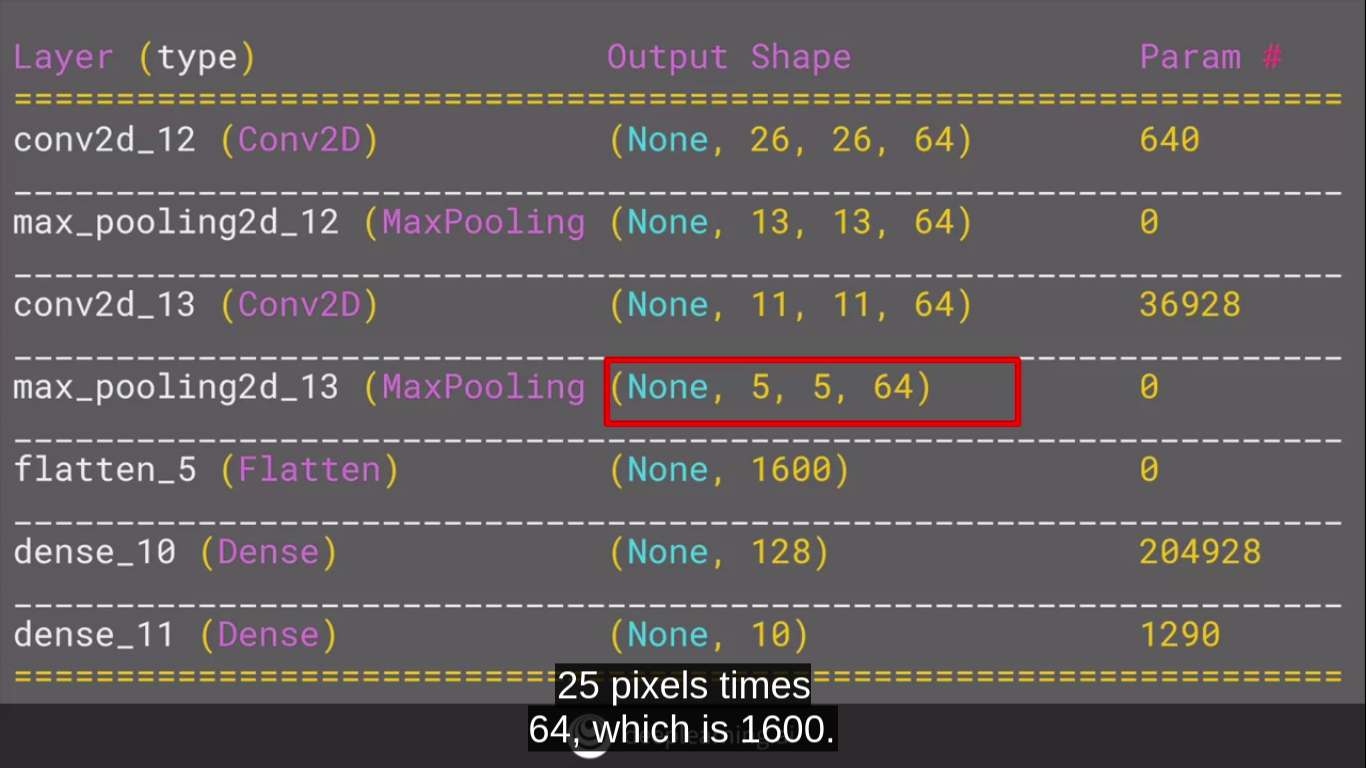 Layer (type) Output Shape Param #
==================================================================
conv2d_12 (Conv2D) (None, 26, 26, 64) 640
max_pooling2d_12 (MaxPooling (None, 13, 13, 64) 0
conv2d_13 (Conv2D) (None, 11, 11, 64) 36928
max_pooling2d_13 (MaxPooling (None, 5, 5, 64) 0
flatten_5 (Flatten) (None, 1600) 0
dense_10 (Dense) (None, 128) 204928
dense_11 (Dense) (None, 10) 1290
==================================================================
25 pixels times
64, which is 1600.